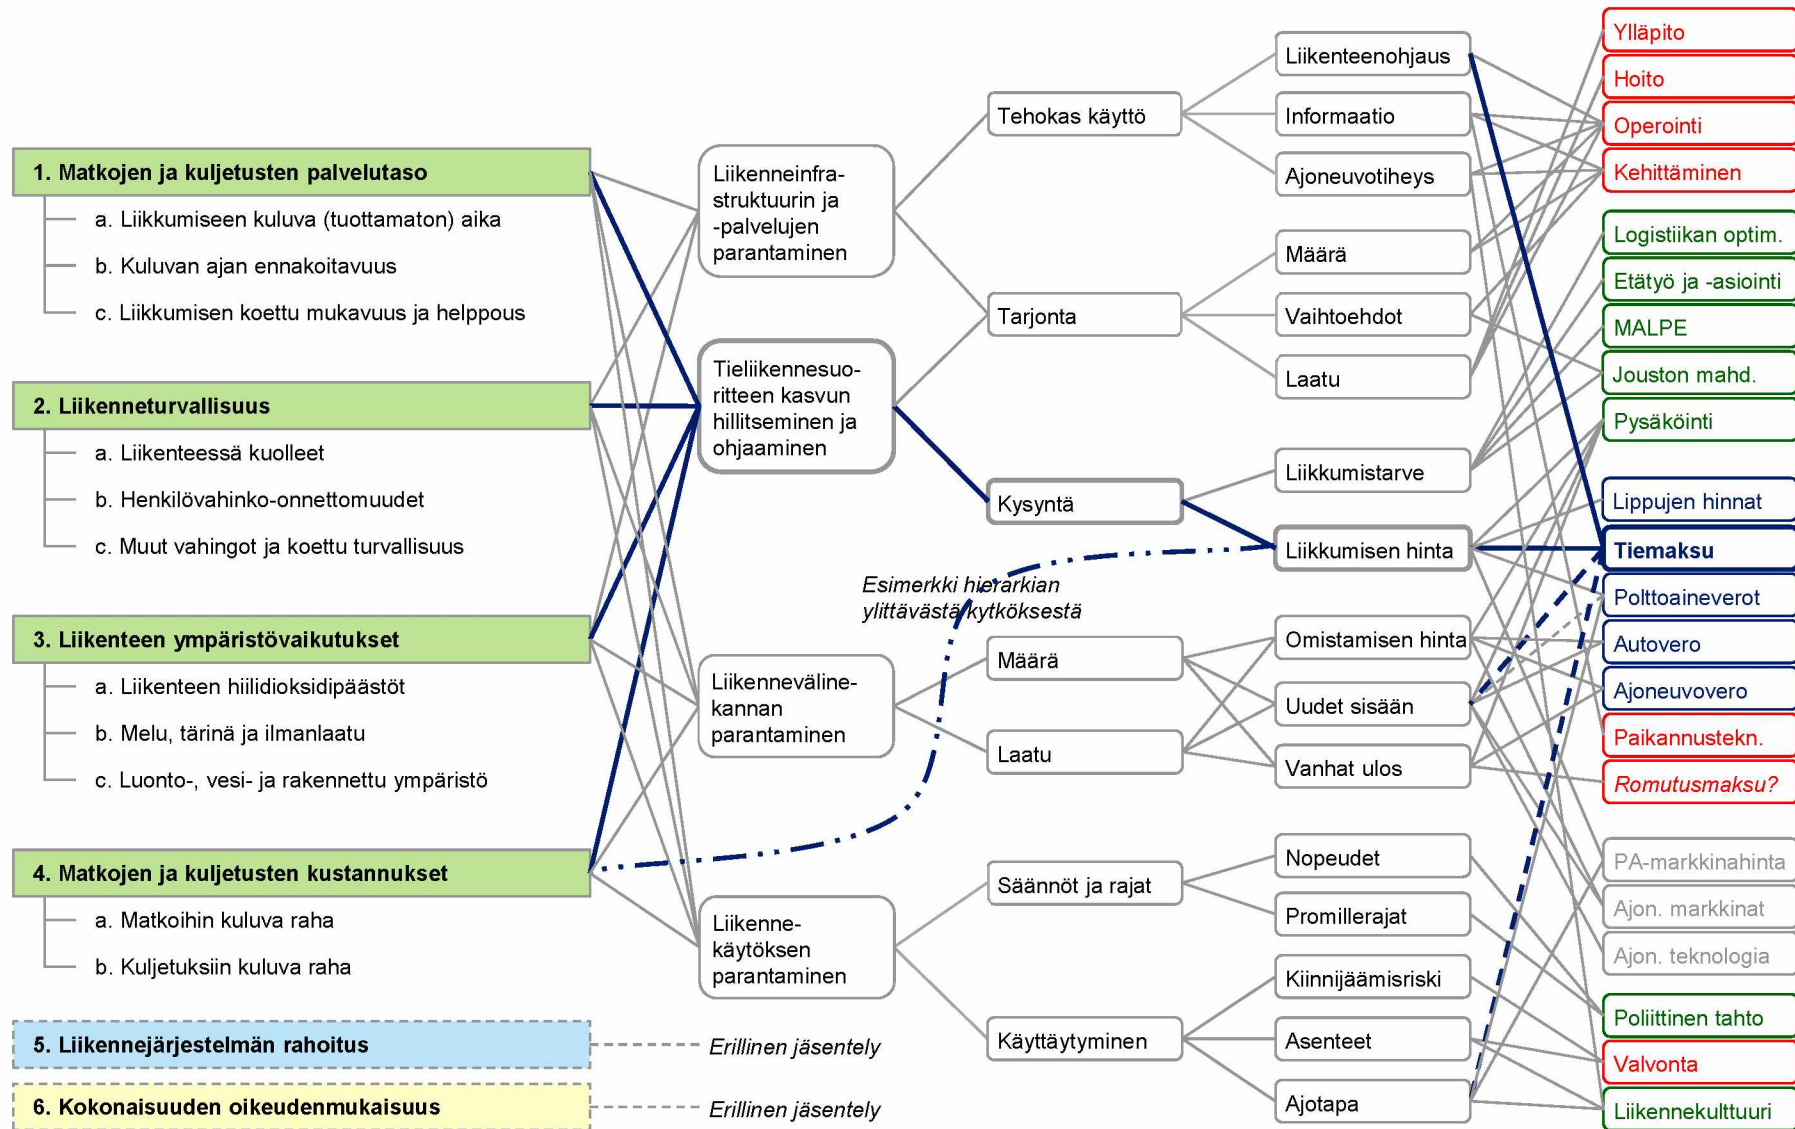 1. Matkojen ja kuljetusten palvelutaso
a. Liikkumiseen kuluva (tuottamaton) aika
b. Kuluvan ajan ennakoitavuus
c. Liikkumisen koettu mukavuus ja helppous
2. Liikenneturvallisuus
a. Liikenteessä kuolleet
b. Henkilövahinko-onnettomuudet
c. Muut vahingot ja koettu turvallisuus
3. Liikenteen ympäristövaikutukset
a. Liikenteen hiilidioksidipäästöt
b. Melu, tärinä ja ilmanlaatu
c. Luonto-, vesi- ja rakennettu ympäristö
4. Matkojen ja kuljetusten kustannukset
a. Matkoihin kuluva raha
b. Kuljetuksiin kuluva raha
5. Liikennejärjestelmän rahoitus
Erillinen jäsentely
6. Kokonaisuuden oikeudenmukaisuus
Erillinen jäsentely
Liikenneinfra-
struktuurin ja
-palvelujen
parantaminen
Tieliikennesuo-
ritteen kasvun
hillitseminen ja
ohjaaminen
Liikenneväline-
kannan
parantaminen
Liikenne-
käytöksen
parantaminen
Esimerkki hierarkian
ylittävästä kytköksestä
Tehokas käyttö
Tarjonta
Kysyntä
Määrä
Laatu
Säännöt ja rajat
Käyttäytyminen
Liikenteenohjaus
Informaatio
Ajoneuvotiheys
Määrä
Vaihtoehdot
Laatu
Liikkumistarve
Liikkumisen hinta
Omistamisen hinta
Uudet sisään
Vanhat ulos
Nopeudet
Promillerajat
Kiinnijäämisriski
Asenteet
Ajotapa
Ylläpito
Hoito
Operointi
Kehittäminen
Logistiikan optim.
Etätyö ja -asiointi
MALPE
Jouston mahd.
Pysäköinti
Lippujen hinnat
Tiemaksu
Polttoaineverot
Autovero
Ajoneuvovero
Paikannustekn.
Romutusmaksu?
PA-markkinahinta
Ajon. markkinat
Ajon. teknologia
Poliittinen tahto
Valvonta
Liikennekulttuuri